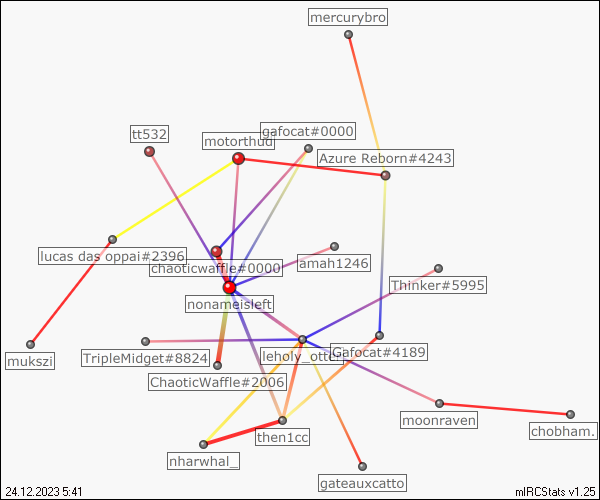 mercurybro
gafocat#0000
tt532
motorthud
Azure Reborn#4243
lucas das oppai#2396
amah1246
chaoticwaffle#0000
Thinker#5995
nonameisleft
mukszi
TripleMidget#8824
leholy_otter
Gafocat#4189
ChaoticWaffle#2006
moonraven
chobham.
then1cc
nharwhal_
gateauxcatto
24.12.2023 5:41
mIRCStats v1.25